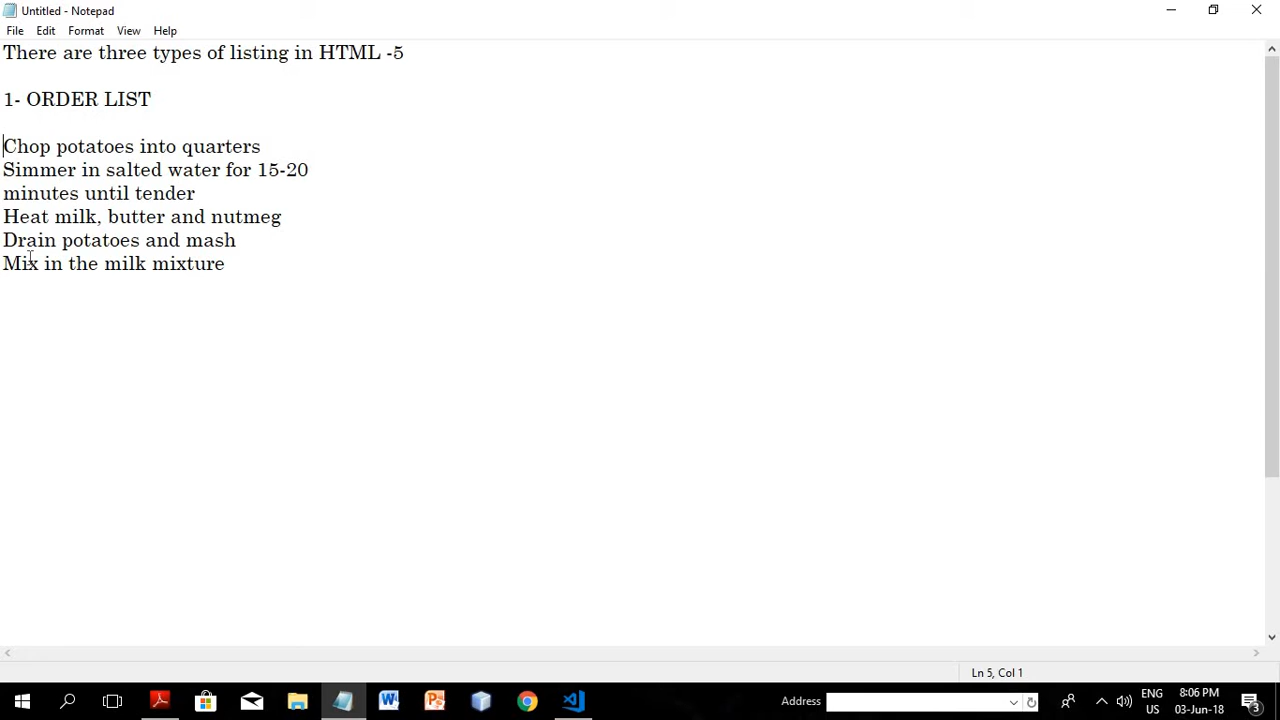 Untitled - Notepad
File Edit Format View Help
There are three types of listing in HTML -5
1- ORDER LIST
Chop potatoes into quarters
Simmer in salted water for 15-20
minutes until tender
Heat milk, butter and nutmeg
Drain potatoes and mash
Mix in the milk mixture
Ln 5, Col 1
Address
ENG
US
8:06 PM
03-Jun-18
3